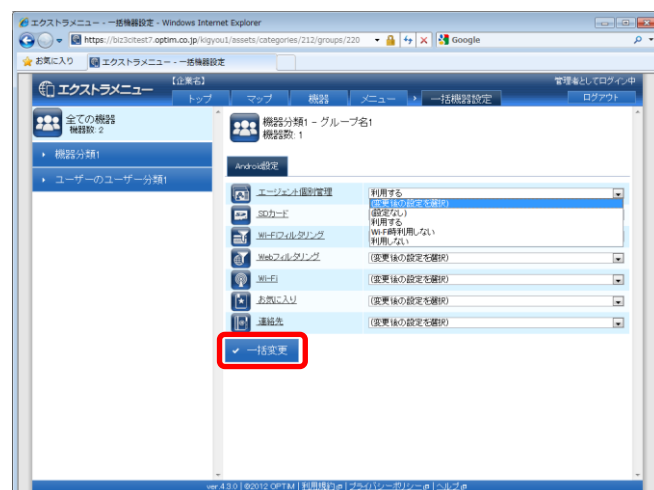 エクストラメニュー - 一括機器設定 - Windows Internet Explorer
https://biz3citest7.optim.co.jp/kigyou1/assets/categories/212/groups/220
Google
お気に入り
エクストラメニュー - 一括機器設定
エクストラメニュー
【企業名】
管理者としてログイン中
トップ
マップ
機器
メニュー
一括機器設定
ログアウト
全ての機器
機器数: 2
機器分類1
ユーザーのユーザー分類1
機器分類1 - グループ名1
機器数: 1
Android設定
エージェント個別管理
利用する
(変更後の設定を選択)
(設定なし)
利用する
Wi-Fi時利用しない
利用しない
SDカード
Wi-Fiフィルタリング
Webフィルタリング
(変更後の設定を選択)
Wi-Fi
(変更後の設定を選択)
お気に入り
(変更後の設定を選択)
連絡先
(変更後の設定を選択)
一括変更
ver.4.3.0 | ©2012 OPTiM | 利用規約 | プライバシーポリシー | ヘルプ